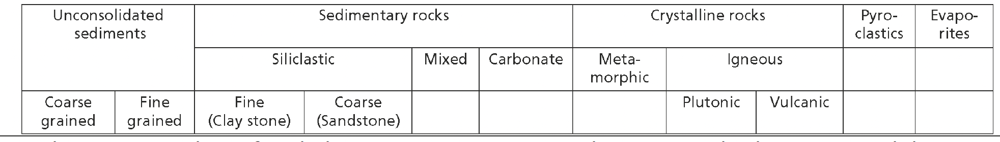 Unconsolidated
sediments
Sedimentary rocks
Crystalline rocks
Pyro-
clastics
Evapo-
rites
Siliclastic
Mixed
Carbonate
Meta-
morphic
Igneous
Coarse
grained
Fine
grained
Fine
(Clay stone)
Coarse
(Sandstone)
Plutonic
Vulcanic